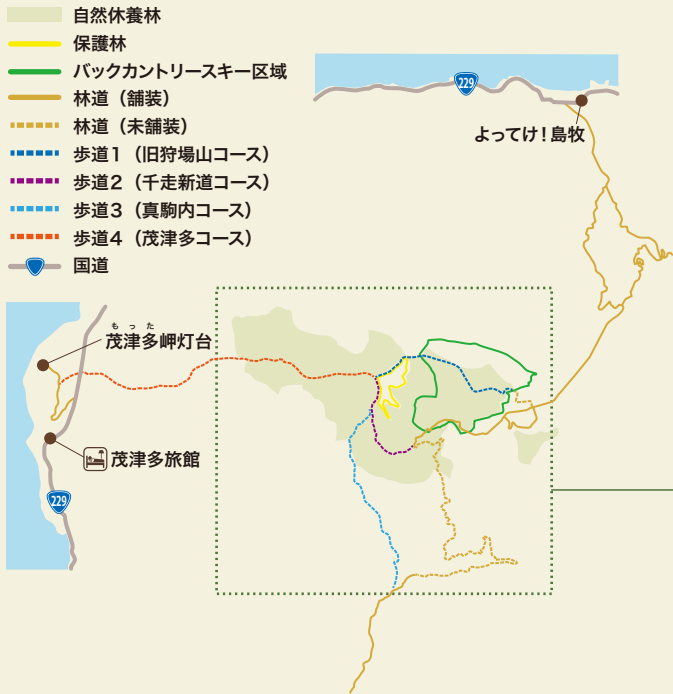 自然休養林
保護林
バックカントリースキー区域
林道（舗装）
林道（未舗装）
歩道1（旧狩場山コース）
歩道2（千走新道コース）
歩道3（真駒内コース）
歩道4（茂津多コース）
国道
229
よってけ！島牧
もった
茂津多岬灯台
茂津多旅館
229